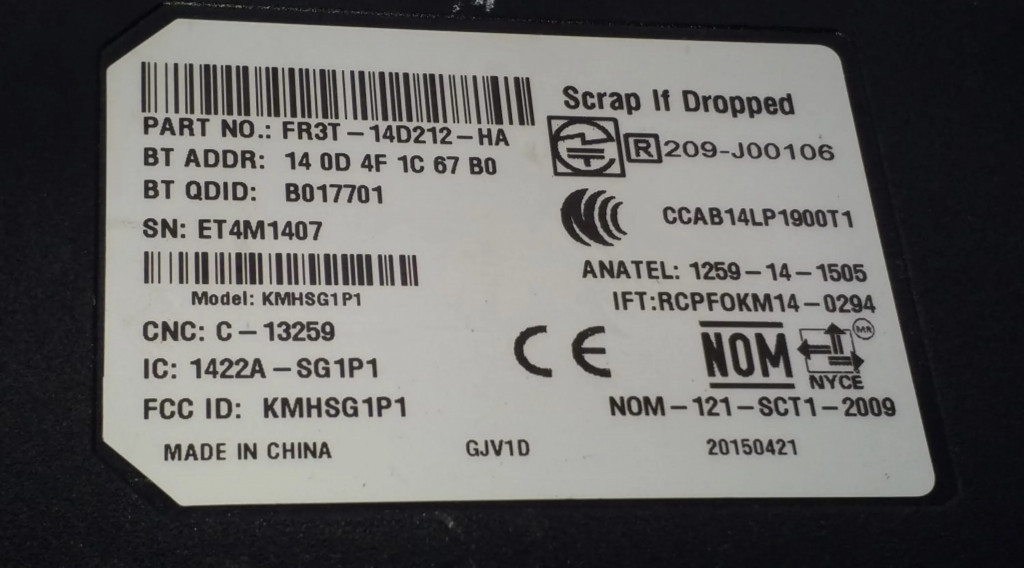 PART NO.: FR3T-14D212-HA
BT ADDR: 14 0D 4F 1C 67 B0
BT QDID: B017701
SN: ET4M1407
Model: KMHSG1P1
CNC: C-13259
IC: 1422A-SG1P1
FCC ID: KMHSG1P1
MADE IN CHINA
GJV1D
Scrap If Dropped
R 209-J00106
CCAB14LP1900T1
ANATEL: 1259-14-1505
IFT:RCPFOKM14-0294
CE
NOM
NYCE
MR
NOM-121-SCT1-2009
20150421